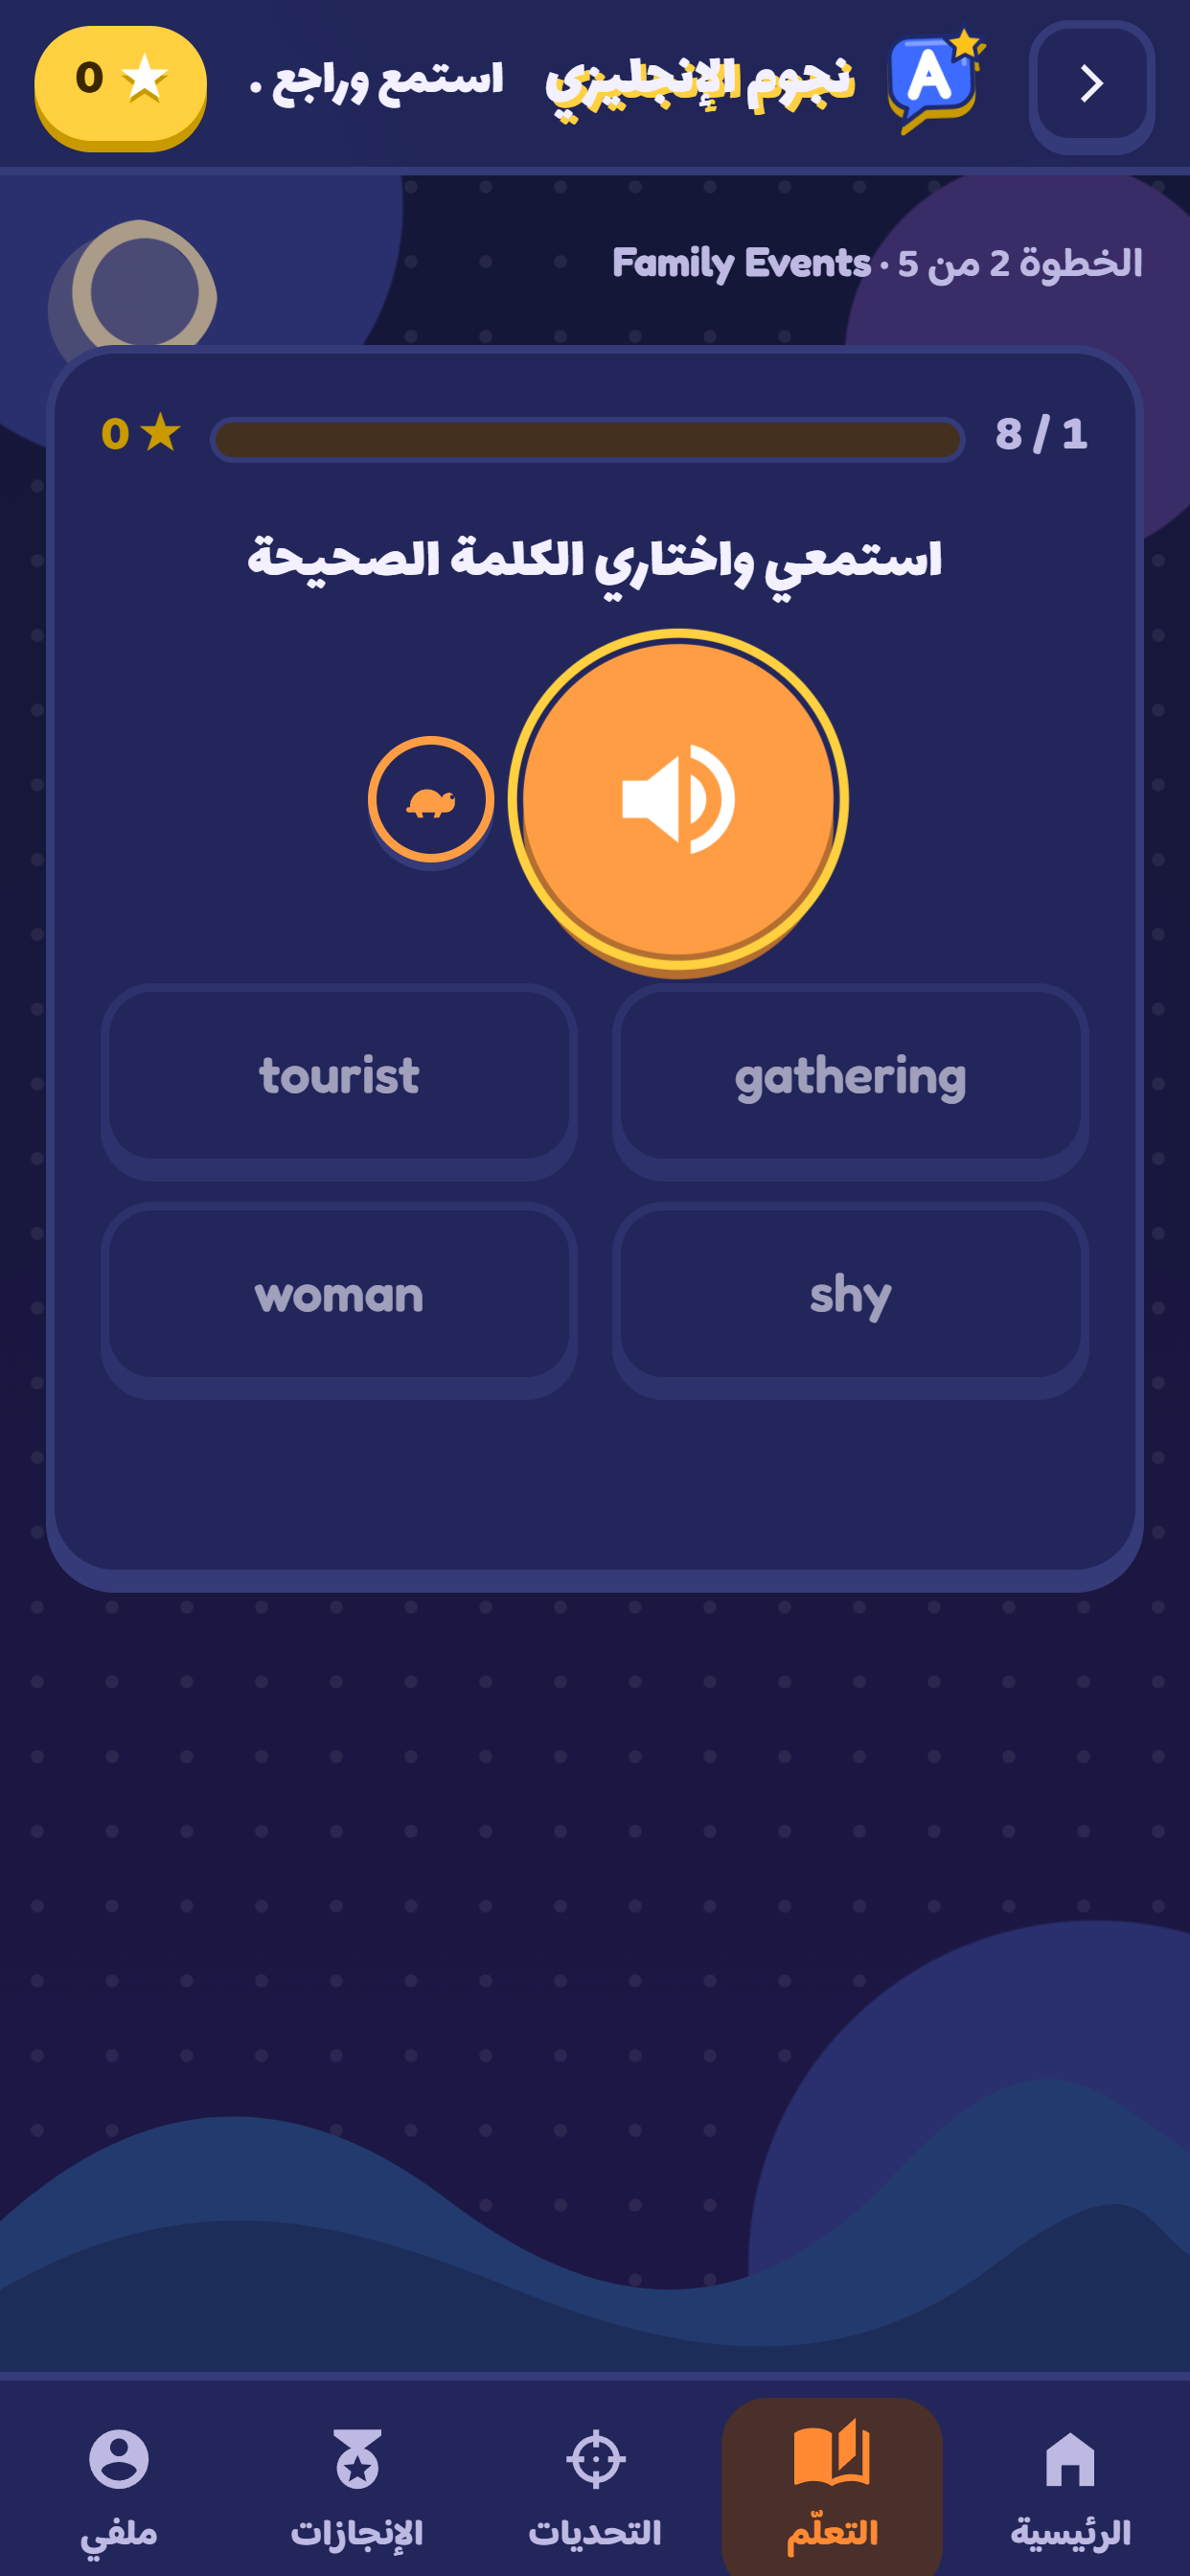 نجوم الإنجليزي استمع وراجع . 0
الخطوة 2 من 5 · Family Events
1 / 8 0
استمعي واختاري الكلمة الصحيحة
gathering tourist
shy woman
الرئيسية التعلّم التحديات الإنجازات ملفي